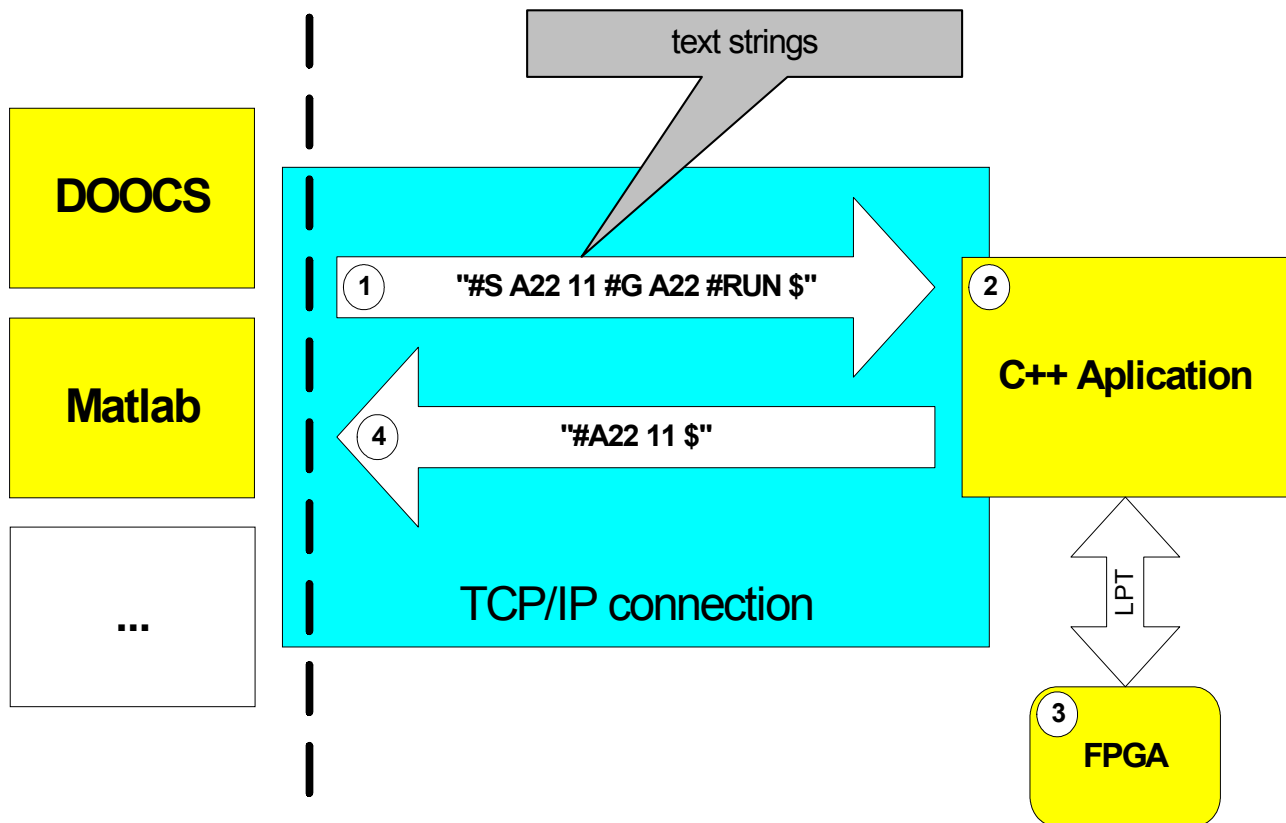 text strings
DOOCS
1
"#S A22 11 #G A22 #RUN $"
2
C++ Aplication
Matlab
4
"#A22 11 $"
...
TCP/IP connection
LPT
3
FPGA